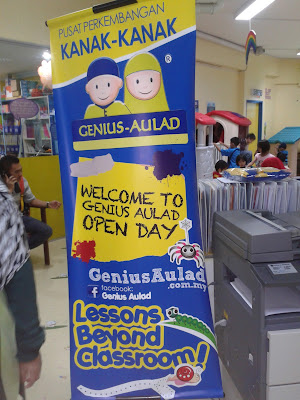 PUSAT PERKEMBANGAN
KANAK-KANAK
®
GENIUS-AULAD
WELCOME TO
GENIUS AULAD
OPEN DAY
GeniusAulad
.com.my
f facebook:
Genius Aulad
Lessons
Beyond
Classroom!